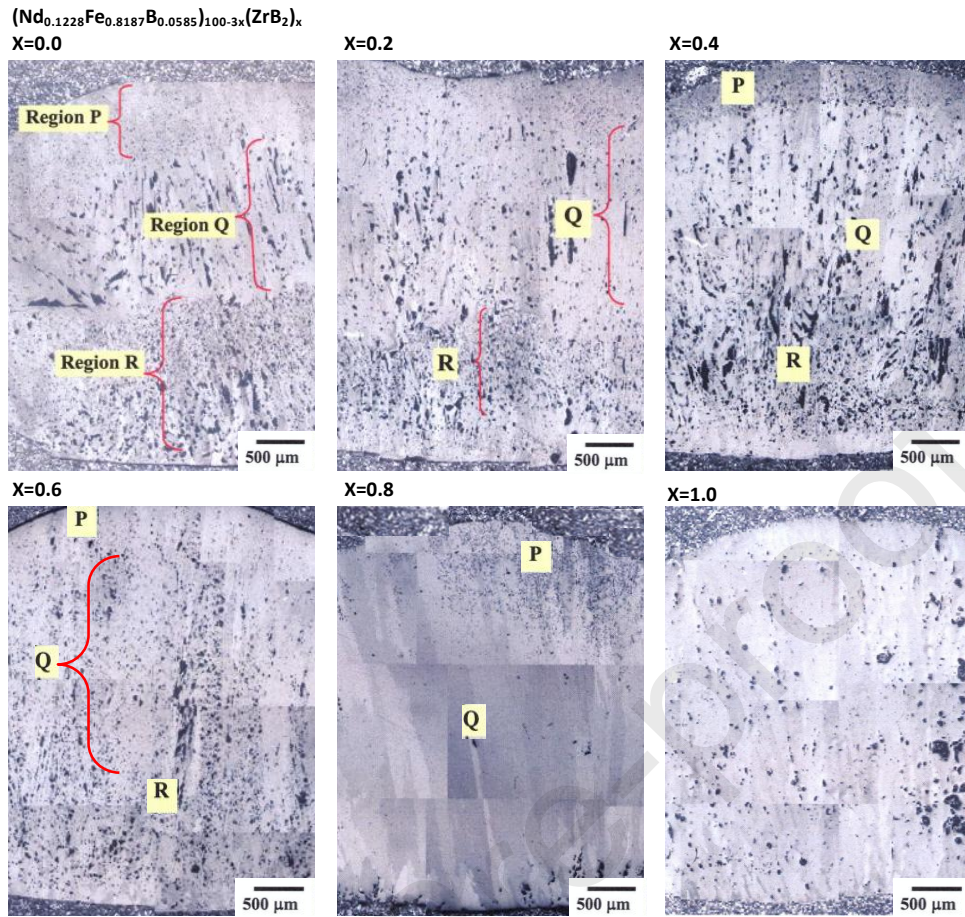 (Nd0.1228Fe0.8187B0.0585)100-3x(ZrB2)x
X=0.0
X=0.2
X=0.4
Region P
Region Q
Region R
500 µm
Q
R
500 µm
P
Q
R
500 µm
X=0.6
X=0.8
X=1.0
P
Q
R
500 µm
P
Q
500 µm
500 µm